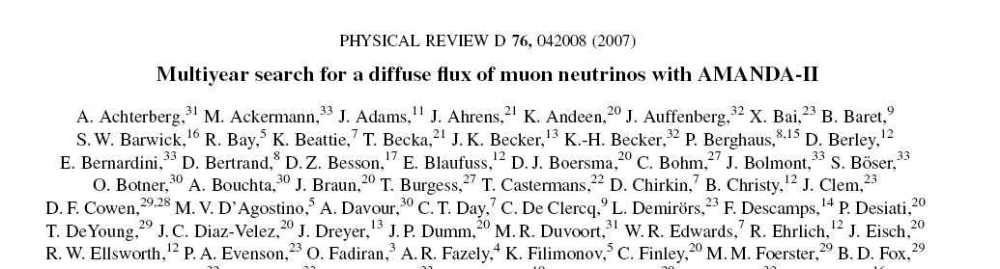 PHYSICAL REVIEW D 76, 042008 (2007)
Multiyear search for a diffuse flux of muon neutrinos with AMANDA-II
A. Achterberg,31 M. Ackermann,33 J. Adams,11 J. Ahrens,21 K. Andeen,20 J. Auffenberg,32 X. Bai,23 B. Baret,9
S. W. Barwick,16 R. Bay,5 K. Beattie,7 T. Becka,21 J. K. Becker,13 K.-H. Becker,32 P. Berghaus,8,15 D. Berley,12
E. Bernardini,33 D. Bertrand,8 D. Z. Besson,17 E. Blaufuss,12 D. J. Boersma,20 C. Bohm,27 J. Bolmont,33 S. Böser,33
O. Botner,30 A. Bouchta,30 J. Braun,20 T. Burgess,27 T. Castermans,22 D. Chirkin,7 B. Christy,12 J. Clem,23
D. F. Cowen,29,28 M. V. D'Agostino,5 A. Davour,30 C. T. Day,7 C. De Clercq,9 L. Demirörs,23 F. Descamps,14 P. Desiati,20
T. DeYoung,29 J. C. Diaz-Velez,20 J. Dreyer,13 J. P. Dumm,20 M. R. Duvoort,31 W. R. Edwards,7 R. Ehrlich,12 J. Eisch,20
R. W. Ellsworth,12 P. A. Evenson,23 O. Fadiran,3 A. R. Fazely,4 K. Filimonov,5 C. Finley,20 M. M. Foerster,29 B. D. Fox,29